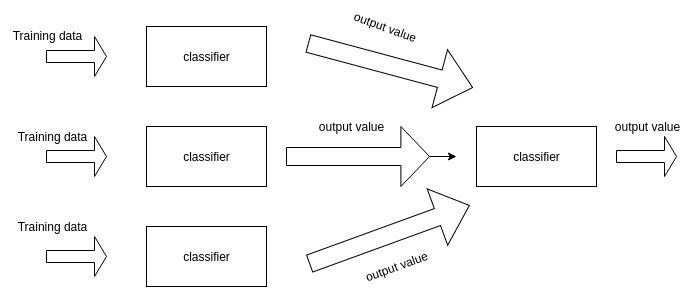 Training data
classifier
output value
Training data
classifier
output value
classifier
output value
Training data
classifier
output value